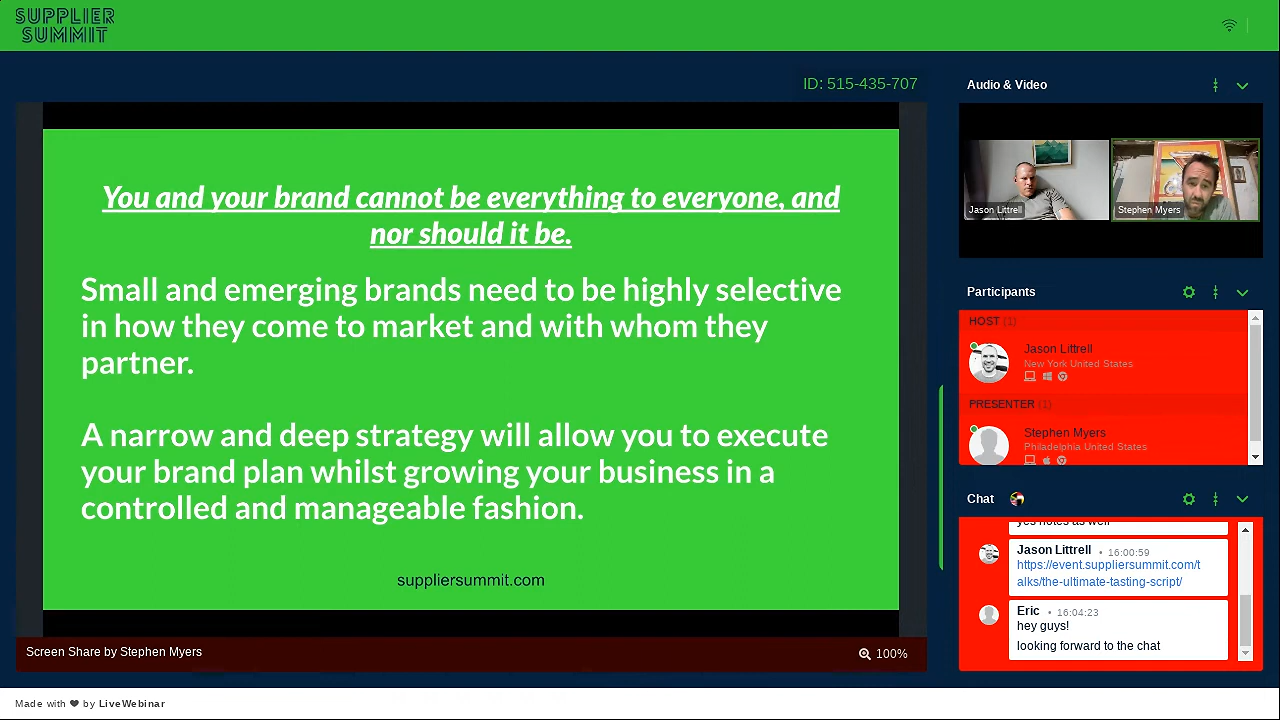 SUPPLIER
SUMMIT
ID: 515-435-707
You and your brand cannot be everything to everyone, and
nor should it be.
Small and emerging brands need to be highly selective
in how they come to market and with whom they
partner.
A narrow and deep strategy will allow you to execute
your brand plan whilst growing your business in a
controlled and manageable fashion.
suppliersummit.com
Screen Share by Stephen Myers
100%
Audio & Video
Jason Littrell
Stephen Myers
Participants
HOST (1)
Jason Littrell
New York United States
PRESENTER (1)
Stephen Myers
Philadelphia United States
Chat
yes notes as well
Jason Littrell • 16:00:59
https://event.suppliersummit.com/t
alks/the-ultimate-tasting-script/
Eric • 16:04:23
hey guys!
looking forward to the chat
Made with ❤ by LiveWebinar